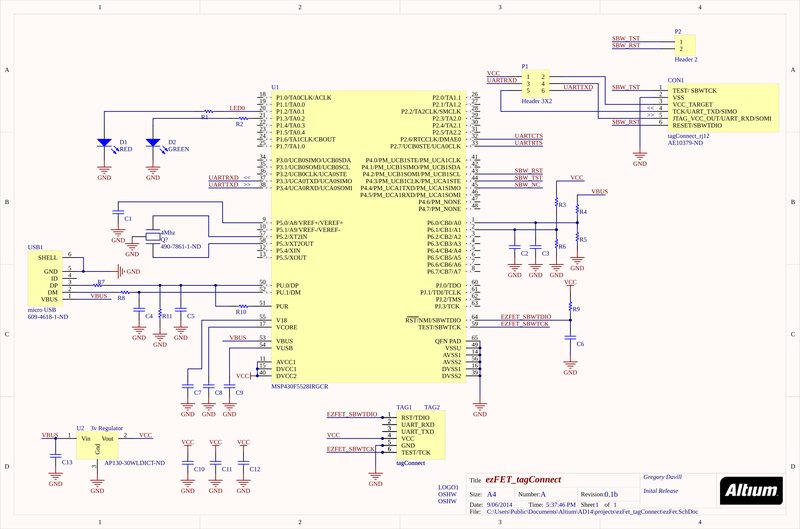 1 2 3 4
A
B
C
D
P2
SBW_TST 1
SBW_RST 2
Header 2
P1
VCC 1 2
UARTRXD 3 4
5 6 UARTTXD
Header 3X2
CON1
SBW_TST 1 TEST/ SBWTCK
2 VSS
3 VCC_TARGET
<< 4 TCK/UART_TXD/SIMO
>> 5 JTAG_VCC_OUT/UART_RXD/SOMI
SBW_RST 6 RESET/SBWTDIO
tagConnect_rj12
AE10379-ND
GND
U1
18 P1.0/TA0CLK/ACLK
19 P1.1/TA0.0
LED0 20 P1.2/TA0.1
R1 21 P1.3/TA0.2
R2 22 P1.4/TA0.3
23 P1.5/TA0.4
24 P1.6/TA1CLK/CBOUT
25 P1.7/TA1.0
D1
RED
D2
GREEN
GND GND
34 P3.0/UCB0SIMO/UCB0SDA
35 P3.1/UCB0SOMI/UCB0SCL
36 P3.2/UCB0CLK/UCA0STE
UARTRXD << 37 P3.3/UCA0TXD/UCA0SIMO
UARTTXD >> 38 P3.4/UCA0RXD/UCA0SOMI
P2.0/TA1.1 26
P2.1/TA1.2 27
P2.2/TA2CLK/SMCLK 28
P2.3/TA2.0 29
P2.4/TA2.1 30
P2.5/TA2.2 31
P2.6/RTCCLK/DMAE0 32 UARTCTS
P2.7/UCB0STE/UCA0CLK 33 UARTRTS
P4.0/PM_UCB1STE/PM_UCA1CLK 41
P4.1/PM_UCB1SIMO/PM_UCB1SDA 42
P4.2/PM_UCB1SOMI/PM_UCB1SCL 43 SBW_RST
P4.3/PM_UCB1CLK/PM_UCA1STE 44 SBW_TST
P4.4/PM_UCA1TXD/PM_UCA1SIMO 45 SBW_NC
P4.5/PM_UCA1RXD/PM_UCA1SOMI 46
P4.6/PM_NONE 47
P4.7/PM_NONE 48
VCC
VBUS
R3
R4
R5
R6
C2 C3
GND GND GND GND
C1
GND
4Mhz
Q?
490-7861-1-ND
GND
9 P5.0/A8/VREF+/VEREF+
10 P5.1/A9/VREF-/VEREF-
57 P5.2/XT2IN
58 P5.3/XT2OUT
12 P5.4/XIN
13 P5.5/XOUT
P6.0/CB0/A0 1
P6.1/CB1/A1 2
P6.2/CB2/A2 3
P6.3/CB3/A3 4
P6.4/CB4/A4 5
P6.5/CB5/A5 6
P6.6/CB6/A6 7
P6.7/CB7/A7 8
USB1
SHELL 6
GND 5 GND
ID 4
DP 3 R7
DM 2 R8
VBUS 1 VBUS
micro USB
609-4618-1-ND
C4 R11 C5
GND GND GND
R10
50 PU.0/DP
52 PU.1/DM
51 PUR
55 V18
17 VCORE
VBUS 53 VBUS
54 VUSB
11 AVCC1
15 DVCC1
VCC 40 DVCC2
MSP430F5528IRGCR
PJ.0/TDO 60
PJ.1/TDI/TCLK 61
PJ.2/TMS 62
PJ.3/TCK 63
RST/NMI/SBWTDIO 64 EZFET_SBWTDIO
TEST/SBWTCK 59 EZFET_SBWTCK
QFN PAD 65
VSSU 49
AVSS1 14
AVSS2 56
DVSS1 16
DVSS2 39
GND
VCC
R9
C6
GND
C7 C8 C9
GND GND GND
U2 3v Regulator
VBUS 1 Vin Vout 2 VCC
Gnd
3
AP130-30WLDICT-ND
C13
GND GND
VCC VCC VCC
C10 C11 C12
GND GND GND
TAG1 TAG2
EZFET_SBWTDIO 1 RST/TDIO
2 UART_RXD
3 UART_TXD
VCC 4 VCC
5 GND
EZFET_SBWTCK 6 TEST/TCK
tagConnect
GND
LOGO1
OSHW
OSHW
Title ezFET_tagConnect
Size: A4 Number:A Revision:0.1b
Date: 9/06/2014 Time: 5:37:46 PM Sheet1 of 1
File: C:\Users\Public\Documents\Altium\AD14\projects\ezFet_tagConnect\ezFet.SchDoc
Gregory Davill
Inital Release
Altium
1 2 3 4